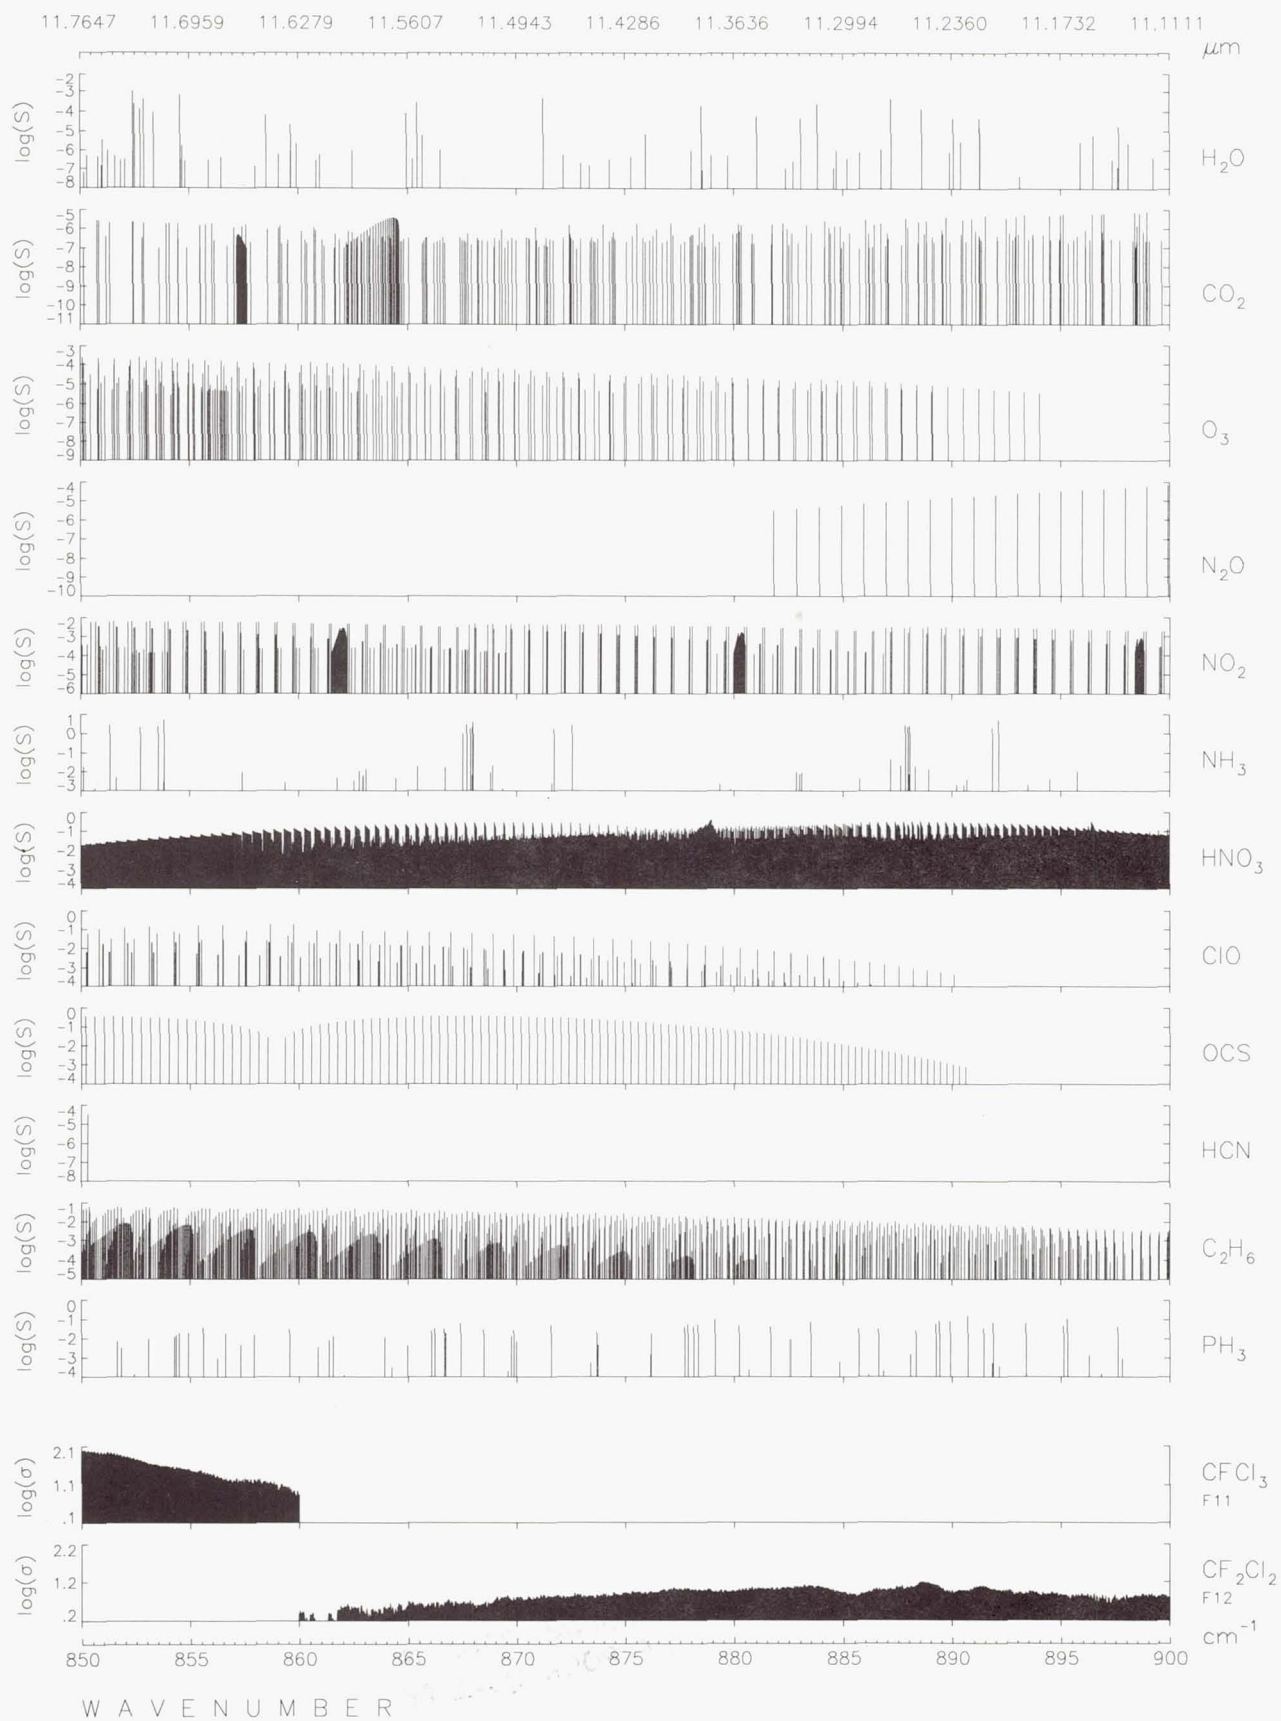 11.7647 11.6959 11.6279 11.5607 11.4943 11.4286 11.3636 11.2994 11.2360 11.1732 11.1111
μm
-2
-3
-4
-5
-6
-7
-8
log(S)
H₂O
-5
-6
-7
-8
-9
-10
-11
log(S)
CO₂
-3
-4
-5
-6
-7
-8
-9
log(S)
O₃
-4
-5
-6
-7
-8
-9
-10
log(S)
N₂O
-2
-3
-4
-5
-6
log(S)
NO₂
1
0
-1
-2
-3
log(S)
NH₃
0
-1
-2
-3
-4
log(S)
HNO₃
0
-1
-2
-3
-4
log(S)
ClO
0
-1
-2
-3
-4
log(S)
OCS
-4
-5
-6
-7
-8
log(S)
HCN
-1
-2
-3
-4
-5
log(S)
C₂H₆
0
-1
-2
-3
-4
log(S)
PH₃
2.1
1.1
.1
log(σ)
CFCl₃
F11
2.2
1.2
.2
log(σ)
CF₂Cl₂
F12
cm⁻¹
850 855 860 865 870 875 880 885 890 895 900
WAVENUMBER